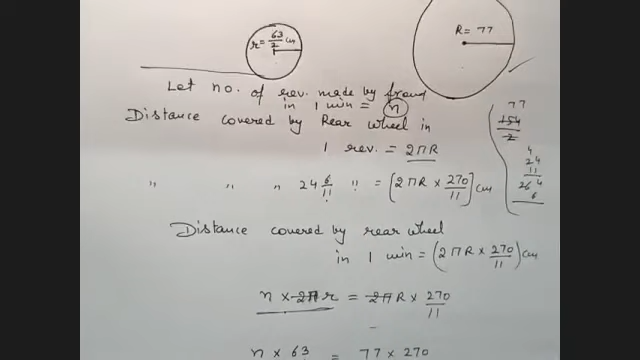 r = 63/2 cm
R = 77
Let no. of rev. made by front
in 1 min = n
Distance covered by Rear wheel in
1 rev. = 2πR
" " " 24 6/11 " = (2πR × 270/11) cm
Distance covered by rear wheel
in 1 min = (2πR × 270/11) cm
n × 2πr = 2πR × 270/11
n × 63 = 77 × 270
77
154
2
4
24
11
264
6